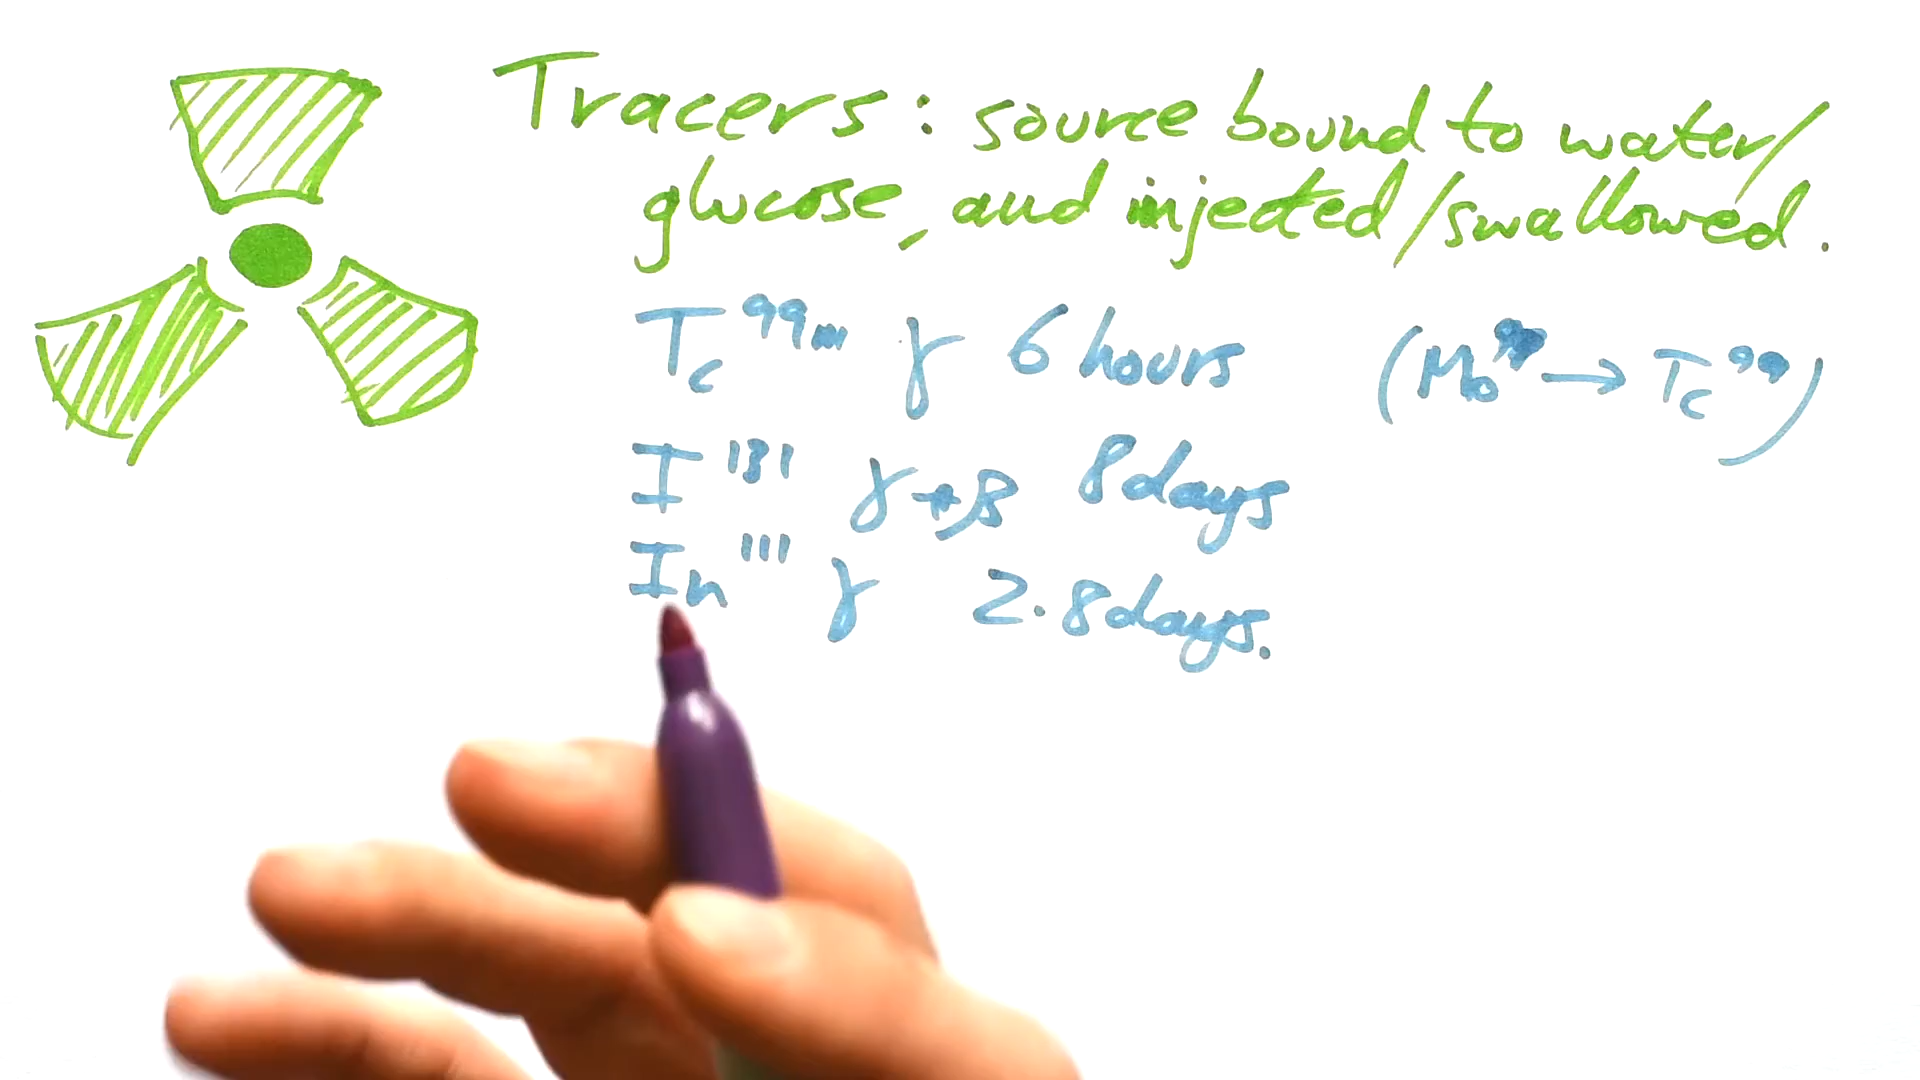 Tracers: source bound to water/
glucose, and injected/swallowed.
Tc⁹⁹ᵐ γ 6 hours (Mo⁹⁹ → Tc⁹⁹)
I¹³¹ γ+β 8 days
In¹¹¹ γ 2.8 days.